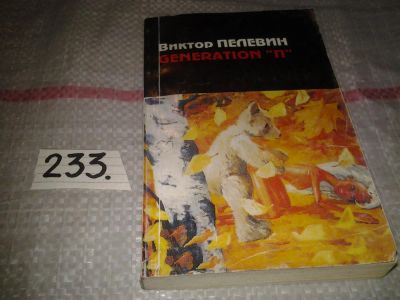 Виктор ПЕЛЕВИН
GENERATION "П"
233.